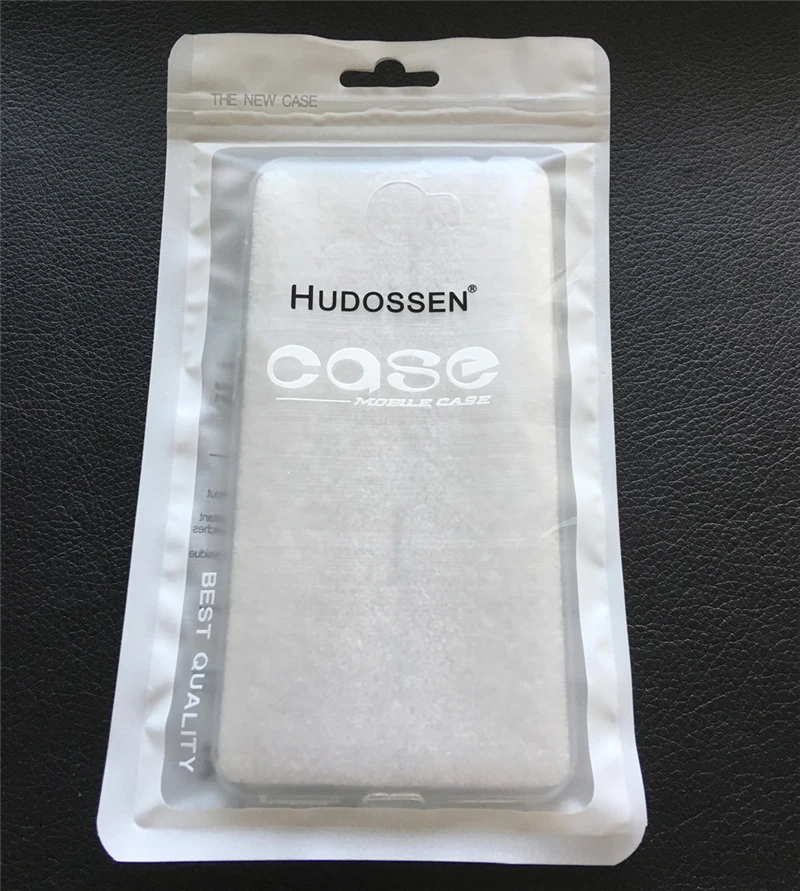 THE NEW CASE
HUDOSSEN®
case
MOBILE CASE
BEST QUALITY